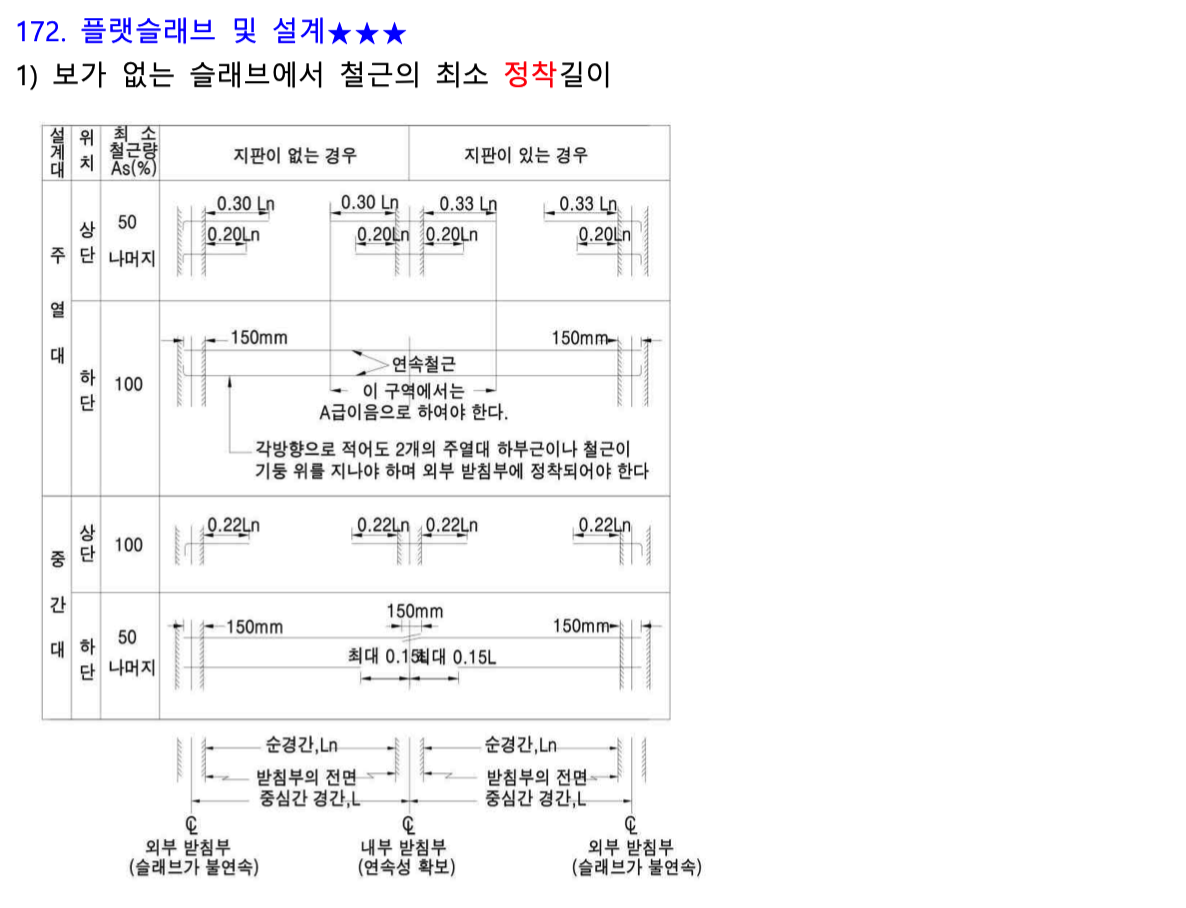 172. 플랫슬래브 및 설계★★★
1) 보가 없는 슬래브에서 철근의 최소 정착길이
설계대 위치 최 소 철근량 As(%) 지판이 없는 경우 지판이 있는 경우
주열대
상단
50
나머지
0.30 Ln 0.30 Ln 0.33 Ln 0.33 Ln
0.20Ln 0.20Ln 0.20Ln 0.20Ln
하단
100
150mm 150mm
연속철근
이 구역에서는
A급이음으로 하여야 한다.
각방향으로 적어도 2개의 주열대 하부근이나 철근이
기둥 위를 지나야 하며 외부 받침부에 정착되어야 한다
중간대
상단
100
0.22Ln 0.22Ln 0.22Ln 0.22Ln
하단
50
나머지
150mm 150mm 150mm
최대 0.15L 최대 0.15L
순경간,Ln 순경간,Ln
받침부의 전면 받침부의 전면
중심간 경간,L 중심간 경간,L
℄ ℄ ℄
외부 받침부 내부 받침부 외부 받침부
(슬래브가 불연속) (연속성 확보) (슬래브가 불연속)